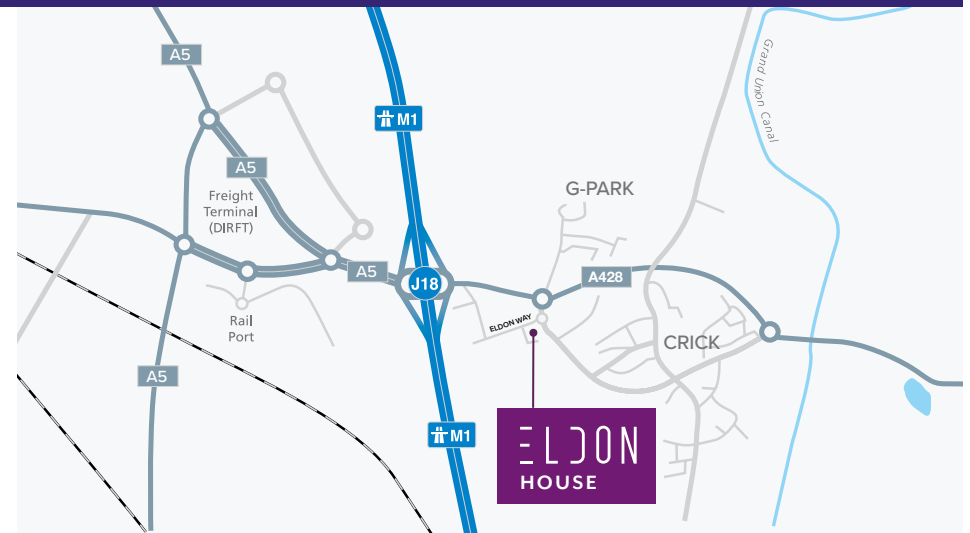 A5
M1
Grand Union Canal
A5
G-PARK
Freight
Terminal
(DIRFT)
A5
J18
A428
ELDON WAY
Rail
Port
CRICK
A5
M1
ELDON
HOUSE